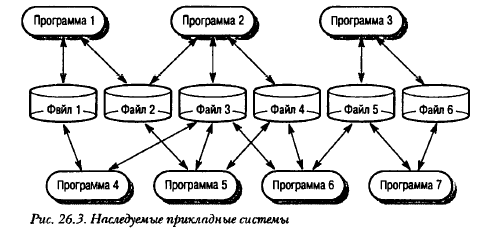 Программа 1
Программа 2
Программа 3
Файл 1
Файл 2
Файл 3
Файл 4
Файл 5
Файл 6
Программа 4
Программа 5
Программа 6
Программа 7
Рис. 26.3. Наследуемые прикладные системы